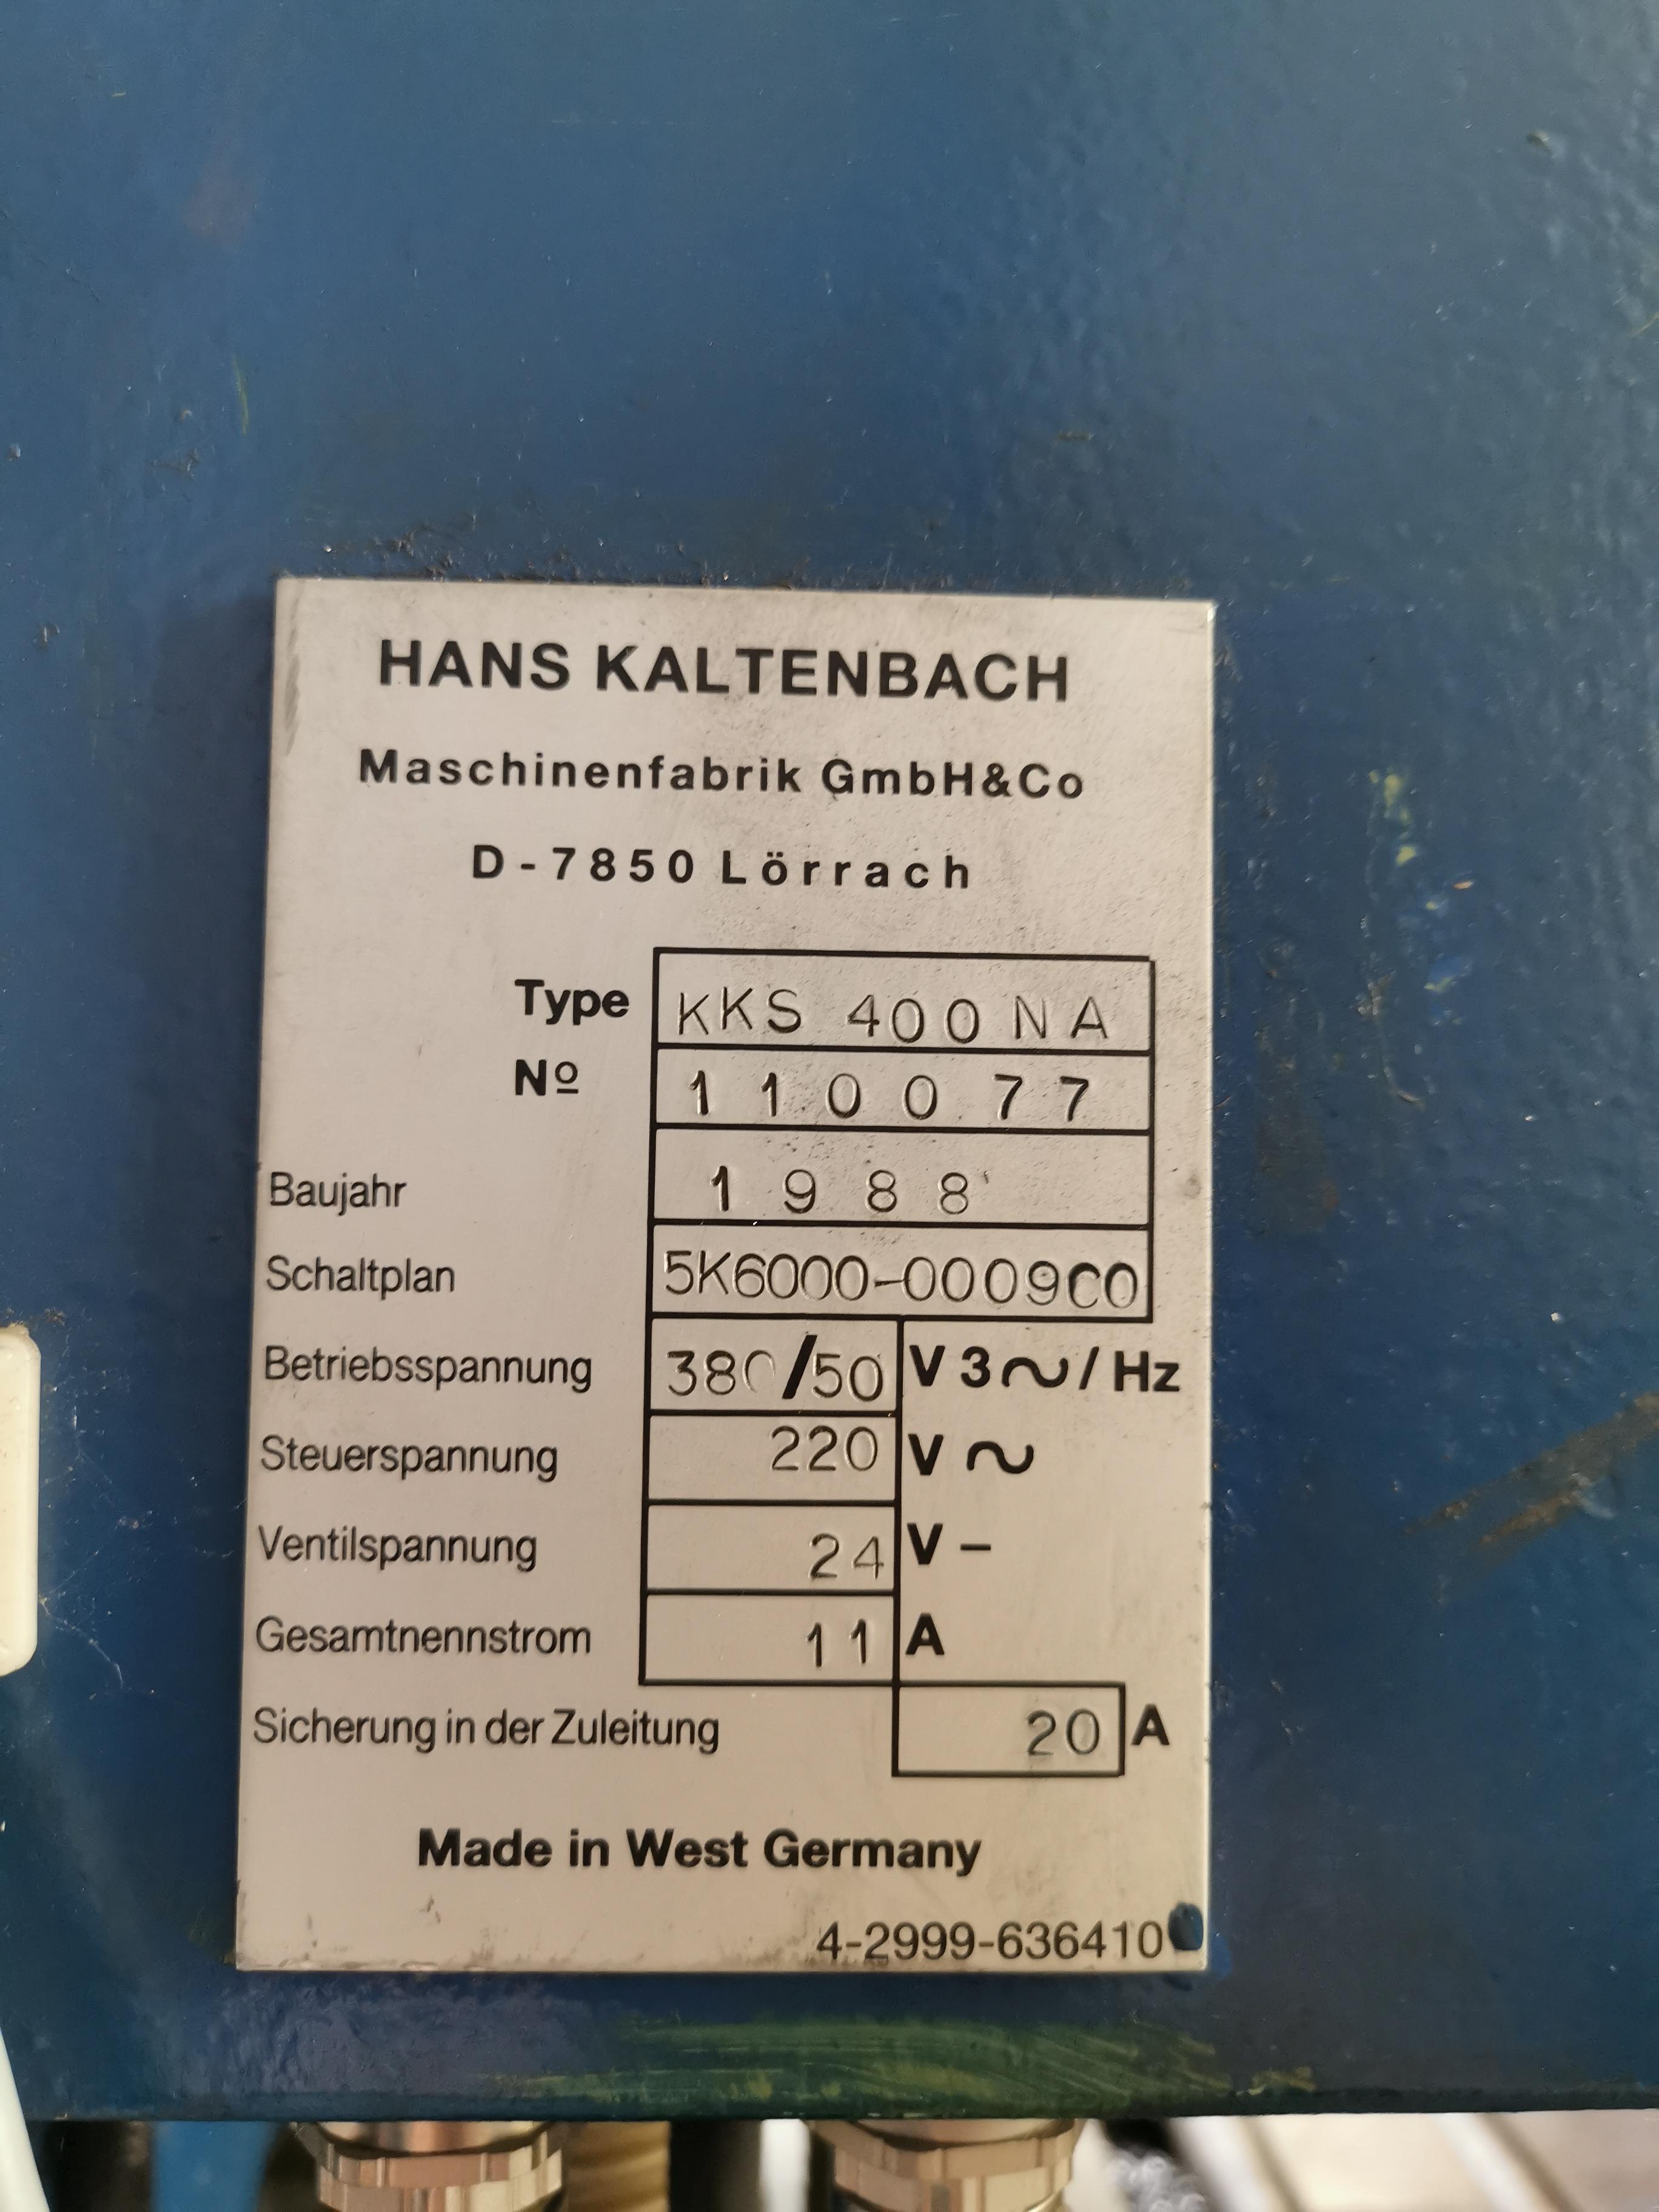 HANS KALTENBACH
Maschinenfabrik GmbH&Co
D-7850 Lörrach
Type KKS 400 NA
Nº 110077
Baujahr 1988
Schaltplan 5K6000-0009C0
Betriebsspannung 380/50 V 3~/Hz
Steuerspannung 220 V ~
Ventilspannung 24 V –
Gesamtnennstrom 11 A
Sicherung in der Zuleitung 20 A
Made in West Germany
4-2999-636410